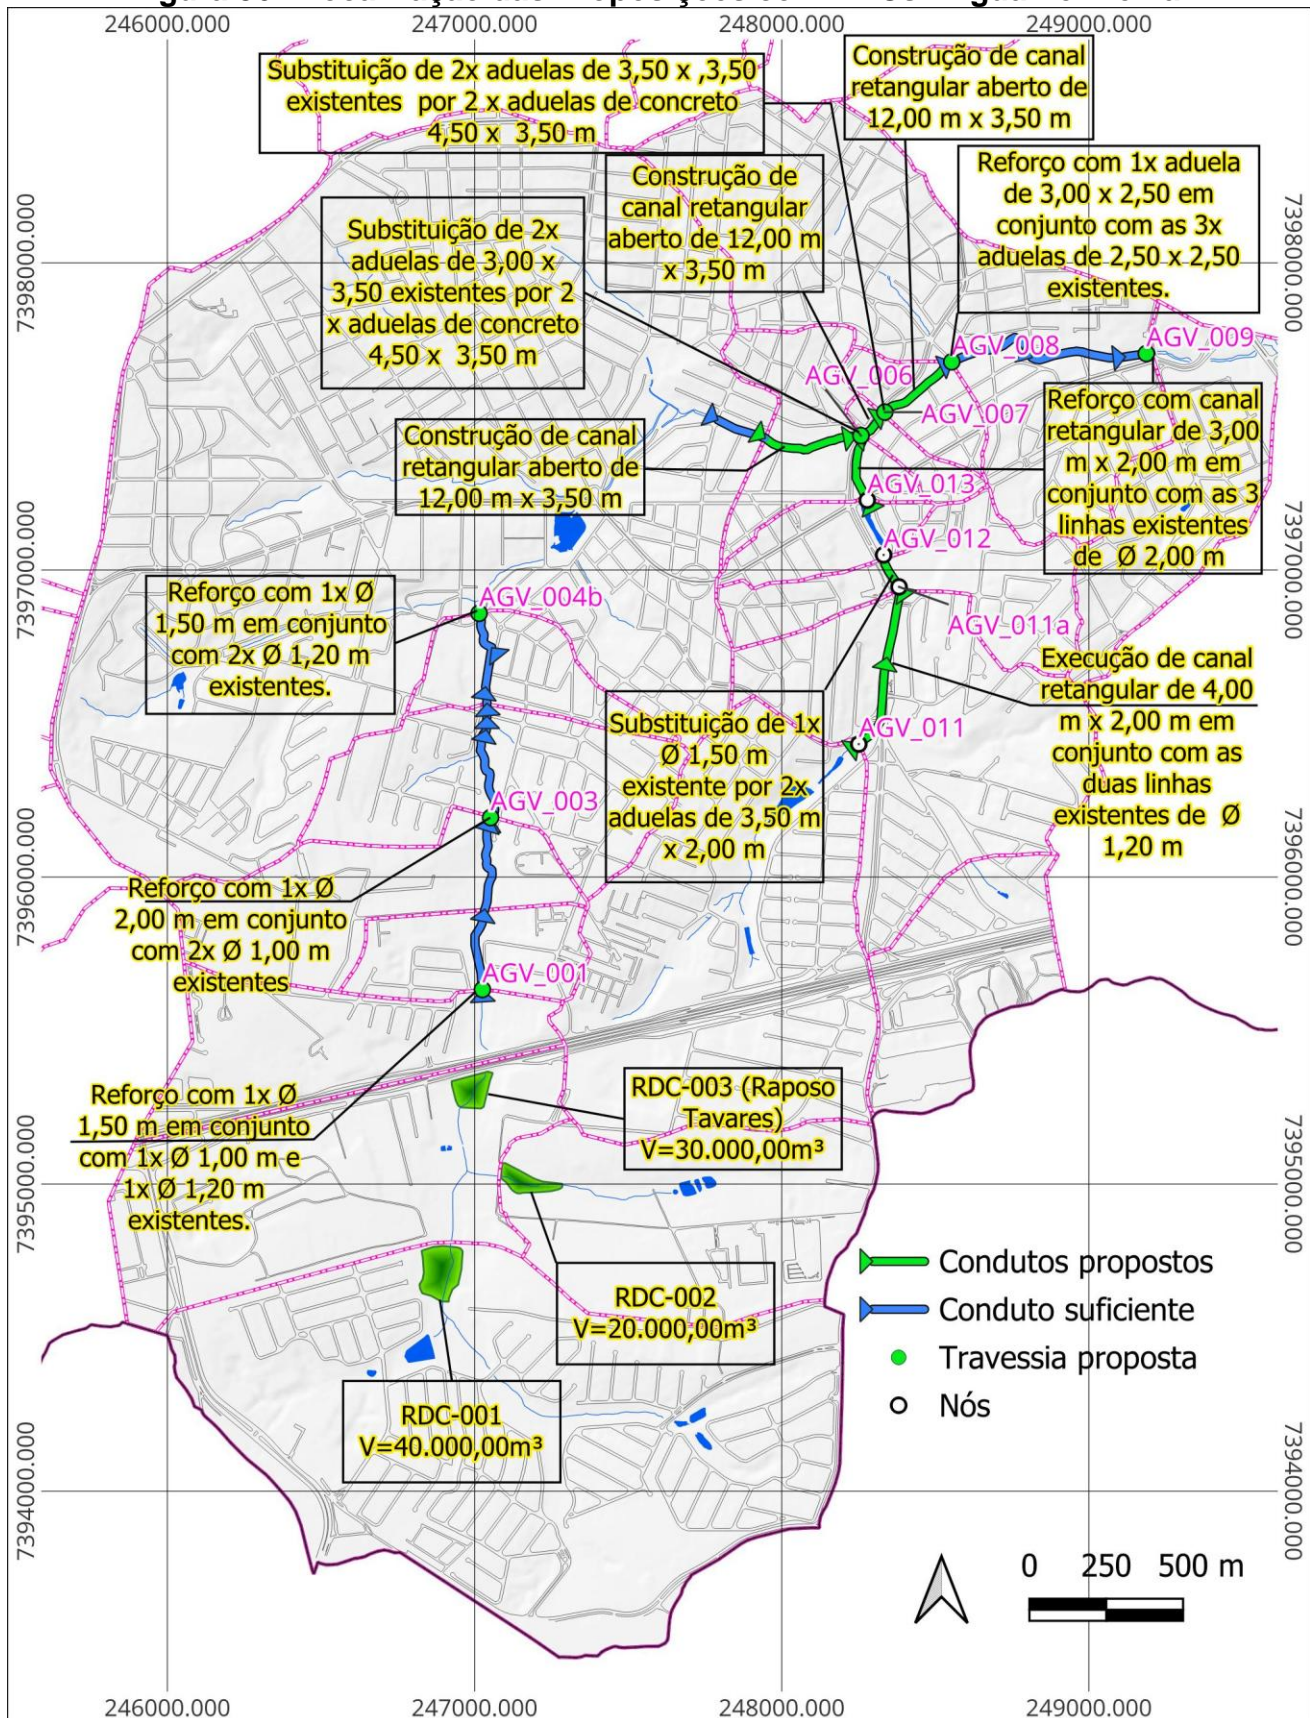 246000.000
247000.000
248000.000
249000.000
Substituição de 2x aduelas de 3,50 x ,3,50
existentes por 2 x aduelas de concreto
4,50 x 3,50 m
Construção de canal
retangular aberto de
12,00 m x 3,50 m
Construção de
canal retangular
aberto de 12,00 m
x 3,50 m
Reforço com 1x aduela
de 3,00 x 2,50 em
conjunto com as 3x
aduelas de 2,50 x 2,50
existentes.
Substituição de 2x
aduelas de 3,00 x
3,50 existentes por 2
x aduelas de concreto
4,50 x 3,50 m
7398000.000
7398000.000
AGV_008
AGV_009
AGV_006
AGV_007
Construção de canal
retangular aberto de
12,00 m x 3,50 m
Reforço com canal
retangular de 3,00
m x 2,00 m em
conjunto com as 3
linhas existentes
de Ø 2,00 m
AGV_013
AGV_012
7397000.000
7397000.000
Reforço com 1x Ø
1,50 m em conjunto
com 2x Ø 1,20 m
existentes.
AGV_004b
AGV_011a
Execução de canal
retangular de 4,00
m x 2,00 m em
conjunto com as
duas linhas
existentes de Ø
1,20 m
Substituição de 1x
Ø 1,50 m
existente por 2x
aduelas de 3,50 m
x 2,00 m
AGV_011
AGV_003
7396000.000
7396000.000
Reforço com 1x Ø
2,00 m em conjunto
com 2x Ø 1,00 m
existentes
AGV_001
Reforço com 1x Ø
1,50 m em conjunto
com 1x Ø 1,00 m e
1x Ø 1,20 m
existentes.
RDC-003 (Raposo
Tavares)
V=30.000,00m³
7395000.000
7395000.000
RDC-002
V=20.000,00m³
RDC-001
V=40.000,00m³
Condutos propostos
Conduto suficiente
Travessia proposta
Nós
7394000.000
7394000.000
0 250 500 m
246000.000
247000.000
248000.000
249000.000